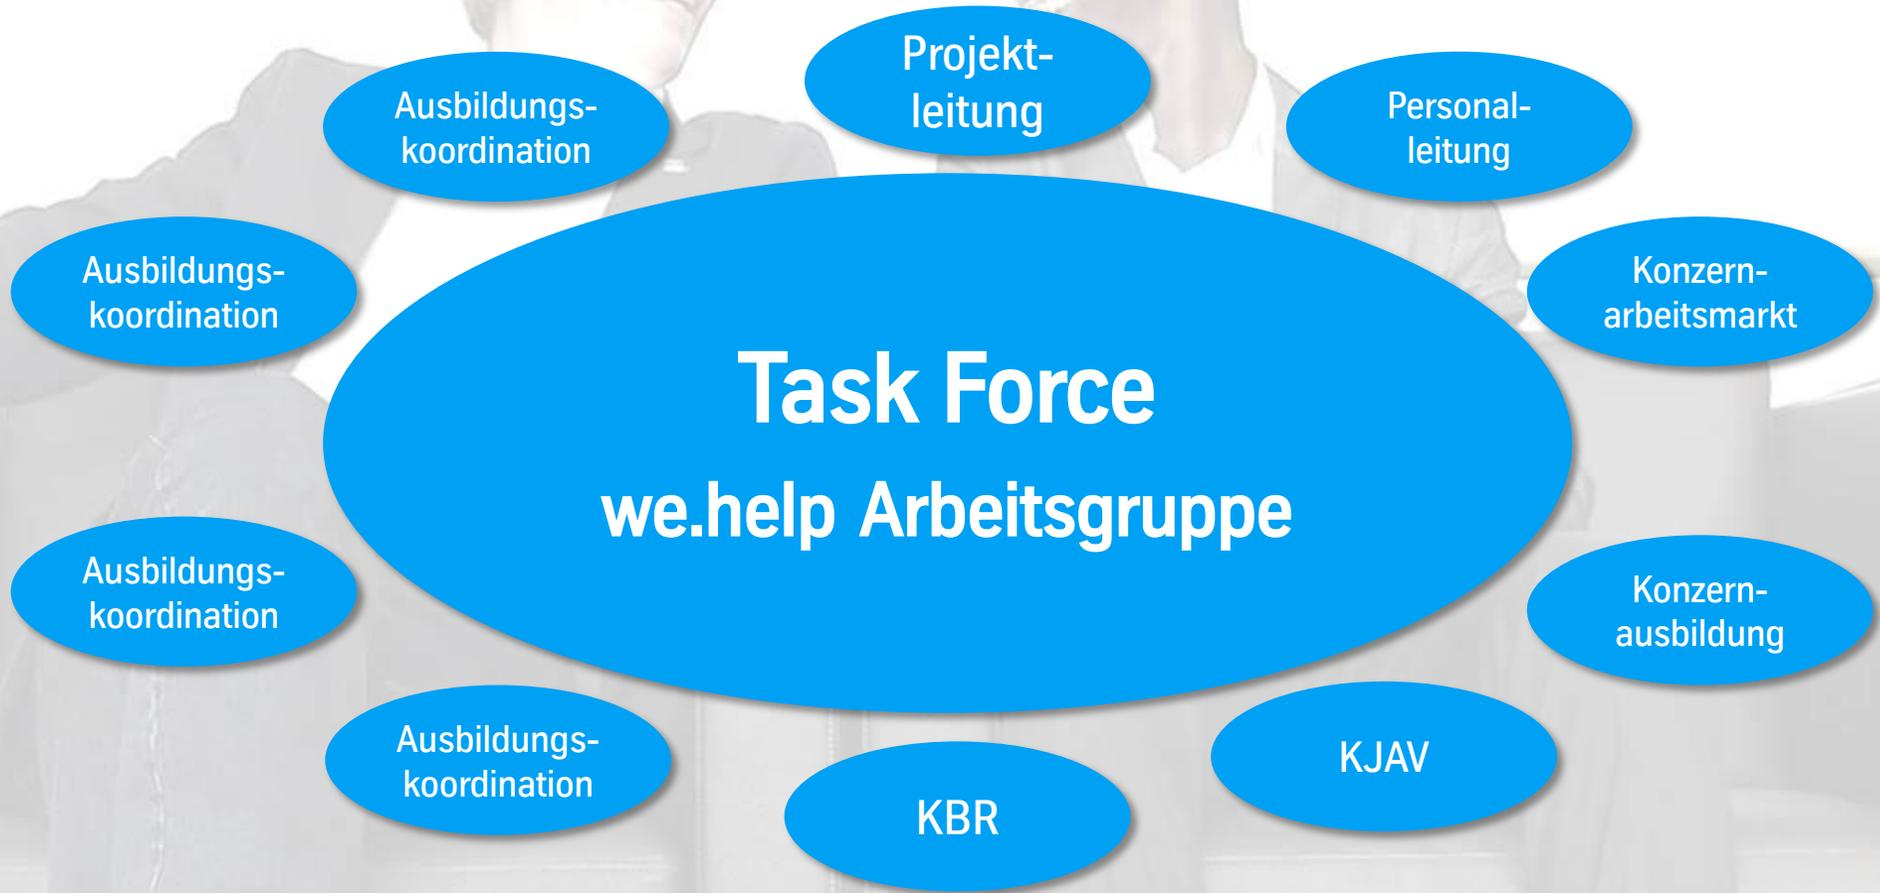 Projekt-
leitung
Ausbildungs-
koordination
Personal-
leitung
Ausbildungs-
koordination
Konzern-
arbeitsmarkt
Task Force
we.help Arbeitsgruppe
Ausbildungs-
koordination
Konzern-
ausbildung
Ausbildungs-
koordination
KJAV
KBR